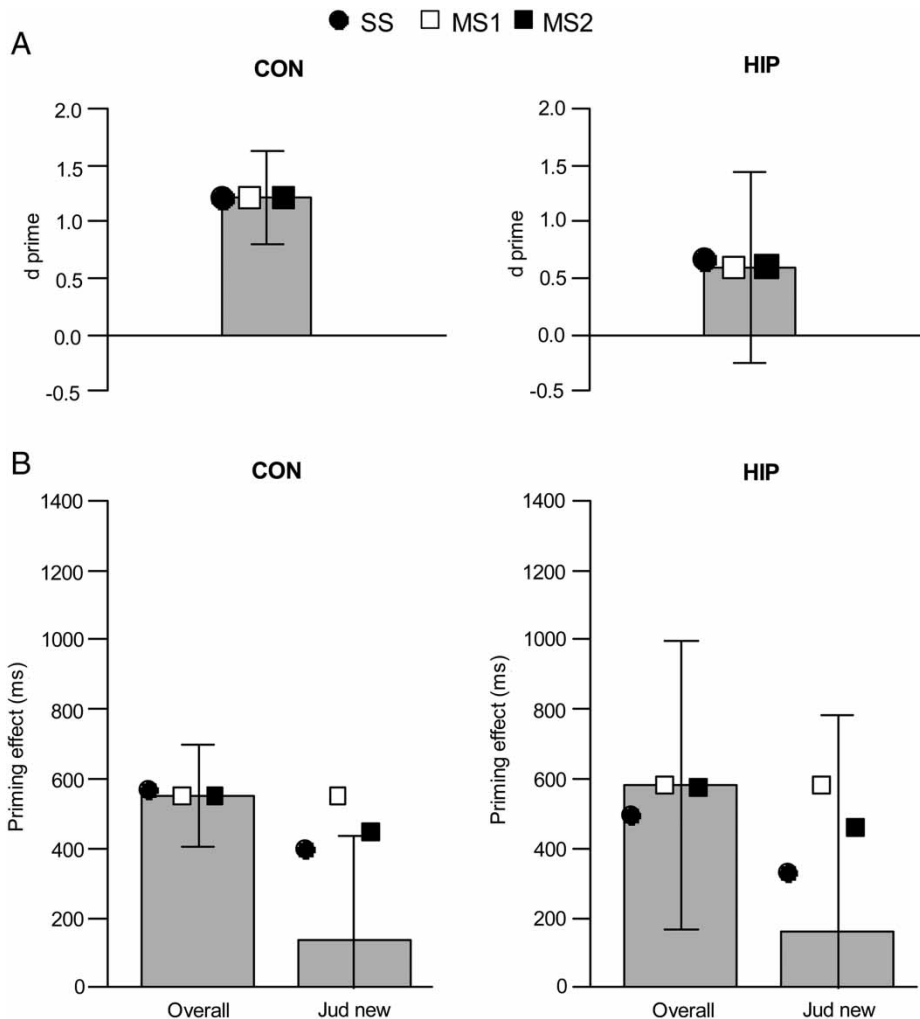 SS MS1 MS2
A
CON
HIP
2.0
1.5
1.0
0.5
0.0
-0.5
d prime
2.0
1.5
1.0
0.5
0.0
-0.5
d prime
B
CON
HIP
1400
1200
1000
800
600
400
200
0
Priming effect (ms)
Overall Jud new
1400
1200
1000
800
600
400
200
0
Priming effect (ms)
Overall Jud new